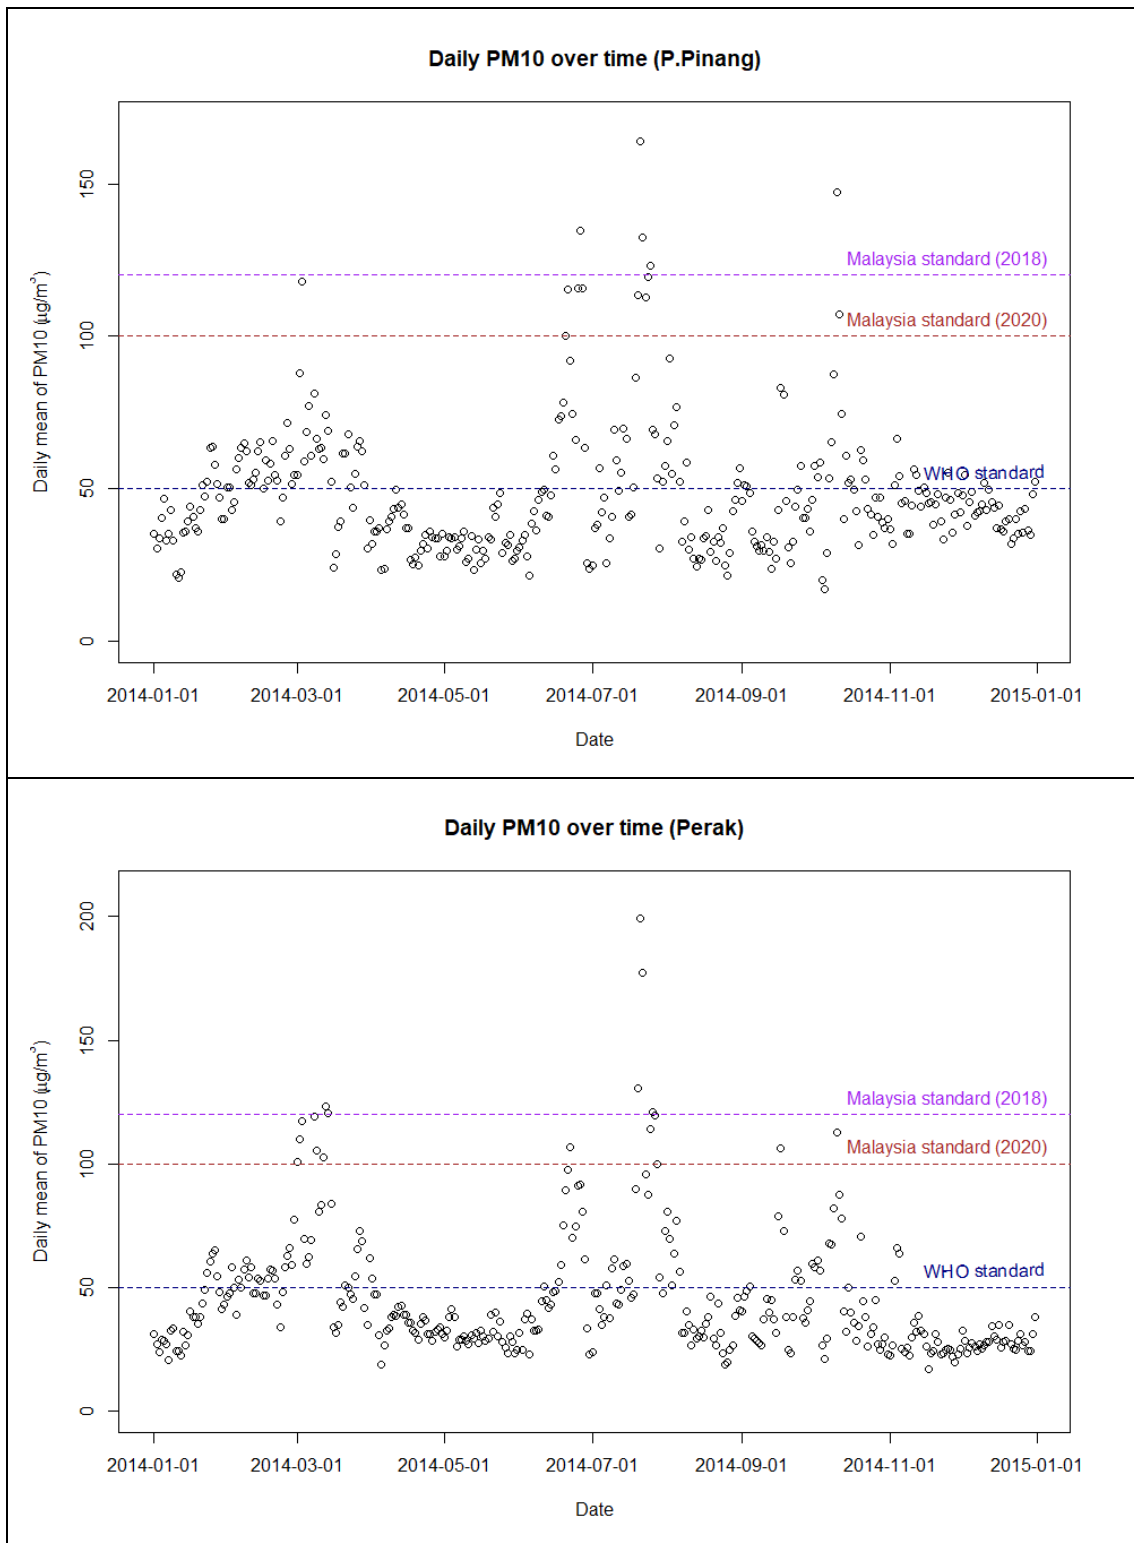 Daily PM10 over time (P.Pinang)
Daily mean of PM10 (μg/m³)
150
100
50
0
Malaysia standard (2018)
Malaysia standard (2020)
WHO standard
2014-01-01 2014-03-01 2014-05-01 2014-07-01 2014-09-01 2014-11-01 2015-01-01
Date
Daily PM10 over time (Perak)
Daily mean of PM10 (μg/m³)
200
150
100
50
0
Malaysia standard (2018)
Malaysia standard (2020)
WHO standard
2014-01-01 2014-03-01 2014-05-01 2014-07-01 2014-09-01 2014-11-01 2015-01-01
Date